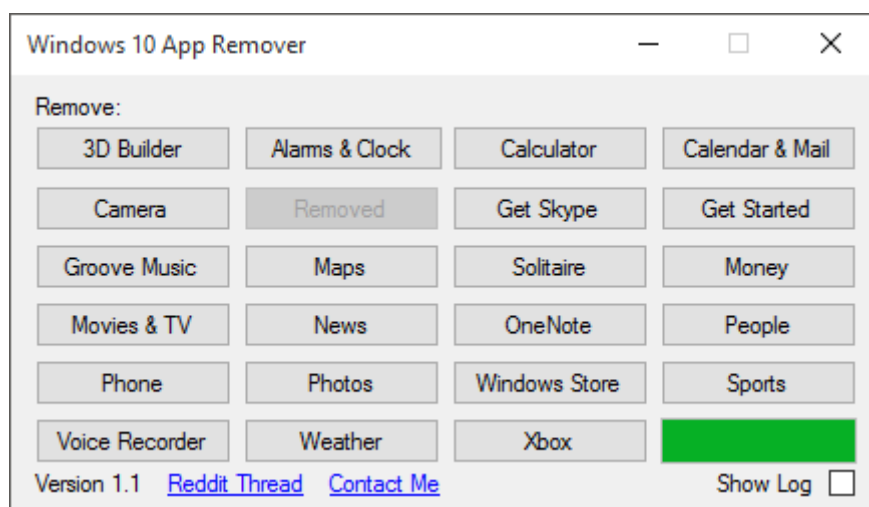 Windows 10 App Remover
Remove:
3D Builder Alarms & Clock Calculator Calendar & Mail
Camera Removed Get Skype Get Started
Groove Music Maps Solitaire Money
Movies & TV News OneNote People
Phone Photos Windows Store Sports
Voice Recorder Weather Xbox
Version 1.1 Reddit Thread Contact Me Show Log